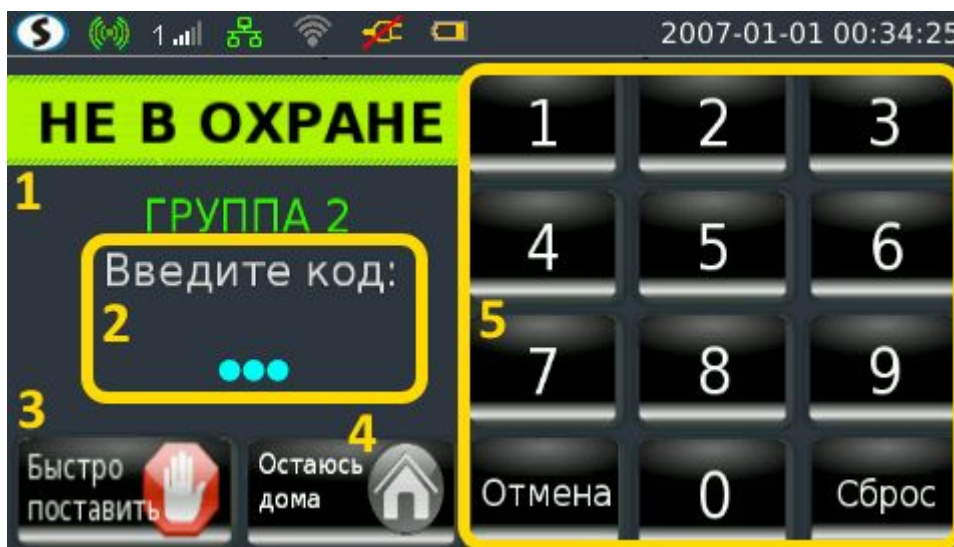 S 1 2007-01-01 00:34:25
НЕ В ОХРАНЕ
1
ГРУППА 2
Введите код:
2
3
Быстро
поставить
4
Остаюсь
дома
5
1 2 3
4 5 6
7 8 9
Отмена 0 Сброс